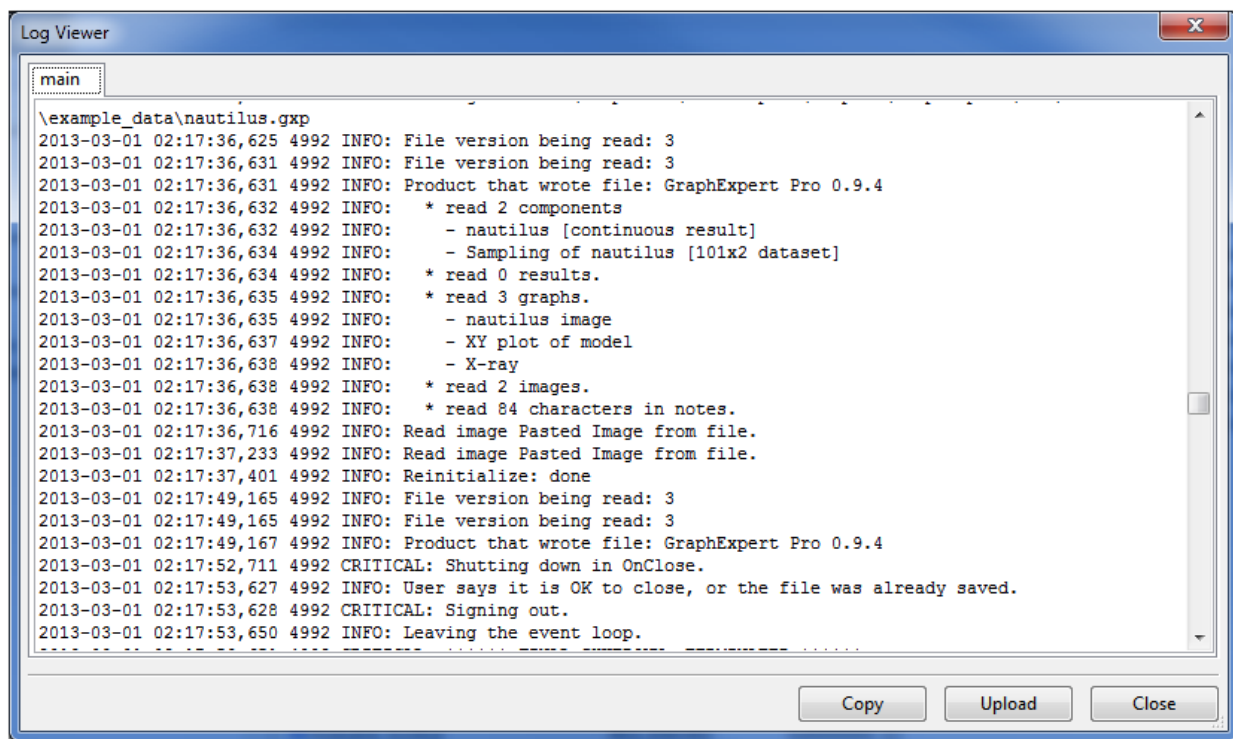 Log Viewer
main
\example_data\nautilus.gxp
2013-03-01 02:17:36,625 4992 INFO: File version being read: 3
2013-03-01 02:17:36,631 4992 INFO: File version being read: 3
2013-03-01 02:17:36,631 4992 INFO: Product that wrote file: GraphExpert Pro 0.9.4
2013-03-01 02:17:36,632 4992 INFO:   * read 2 components
2013-03-01 02:17:36,632 4992 INFO:     - nautilus [continuous result]
2013-03-01 02:17:36,634 4992 INFO:     - Sampling of nautilus [101x2 dataset]
2013-03-01 02:17:36,634 4992 INFO:   * read 0 results.
2013-03-01 02:17:36,635 4992 INFO:   * read 3 graphs.
2013-03-01 02:17:36,635 4992 INFO:     - nautilus image
2013-03-01 02:17:36,637 4992 INFO:     - XY plot of model
2013-03-01 02:17:36,638 4992 INFO:     - X-ray
2013-03-01 02:17:36,638 4992 INFO:   * read 2 images.
2013-03-01 02:17:36,638 4992 INFO:   * read 84 characters in notes.
2013-03-01 02:17:36,716 4992 INFO: Read image Pasted Image from file.
2013-03-01 02:17:37,233 4992 INFO: Read image Pasted Image from file.
2013-03-01 02:17:37,401 4992 INFO: Reinitialize: done
2013-03-01 02:17:49,165 4992 INFO: File version being read: 3
2013-03-01 02:17:49,165 4992 INFO: File version being read: 3
2013-03-01 02:17:49,167 4992 INFO: Product that wrote file: GraphExpert Pro 0.9.4
2013-03-01 02:17:52,711 4992 CRITICAL: Shutting down in OnClose.
2013-03-01 02:17:53,627 4992 INFO: User says it is OK to close, or the file was already saved.
2013-03-01 02:17:53,628 4992 CRITICAL: Signing out.
2013-03-01 02:17:53,650 4992 INFO: Leaving the event loop.
Copy Upload Close